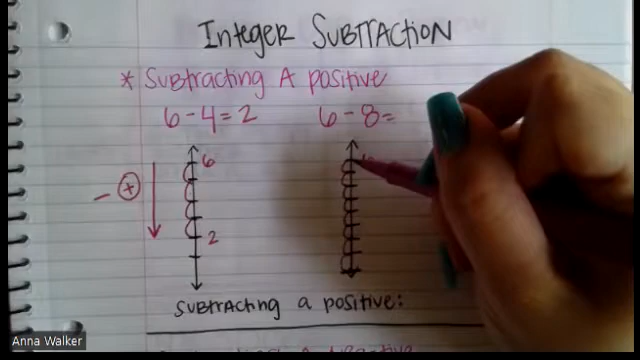 Integer Subtraction
* Subtracting A positive
6 - 4 = 2 6 - 8 =
6
- +
2
Subtracting a positive:
Anna Walker